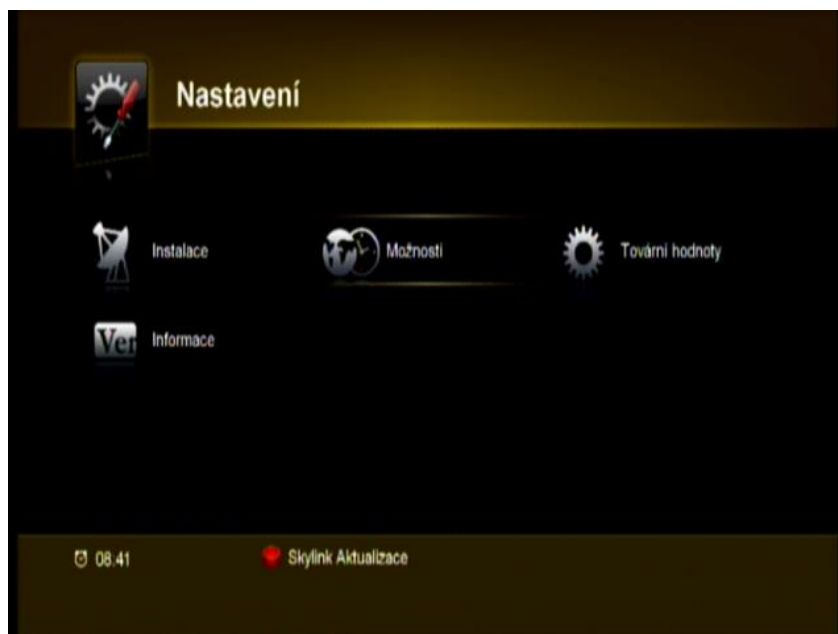 Nastavení
Instalace
Možnosti
Tovární hodnoty
Ver
Informace
08:41
Skylink Aktualizace